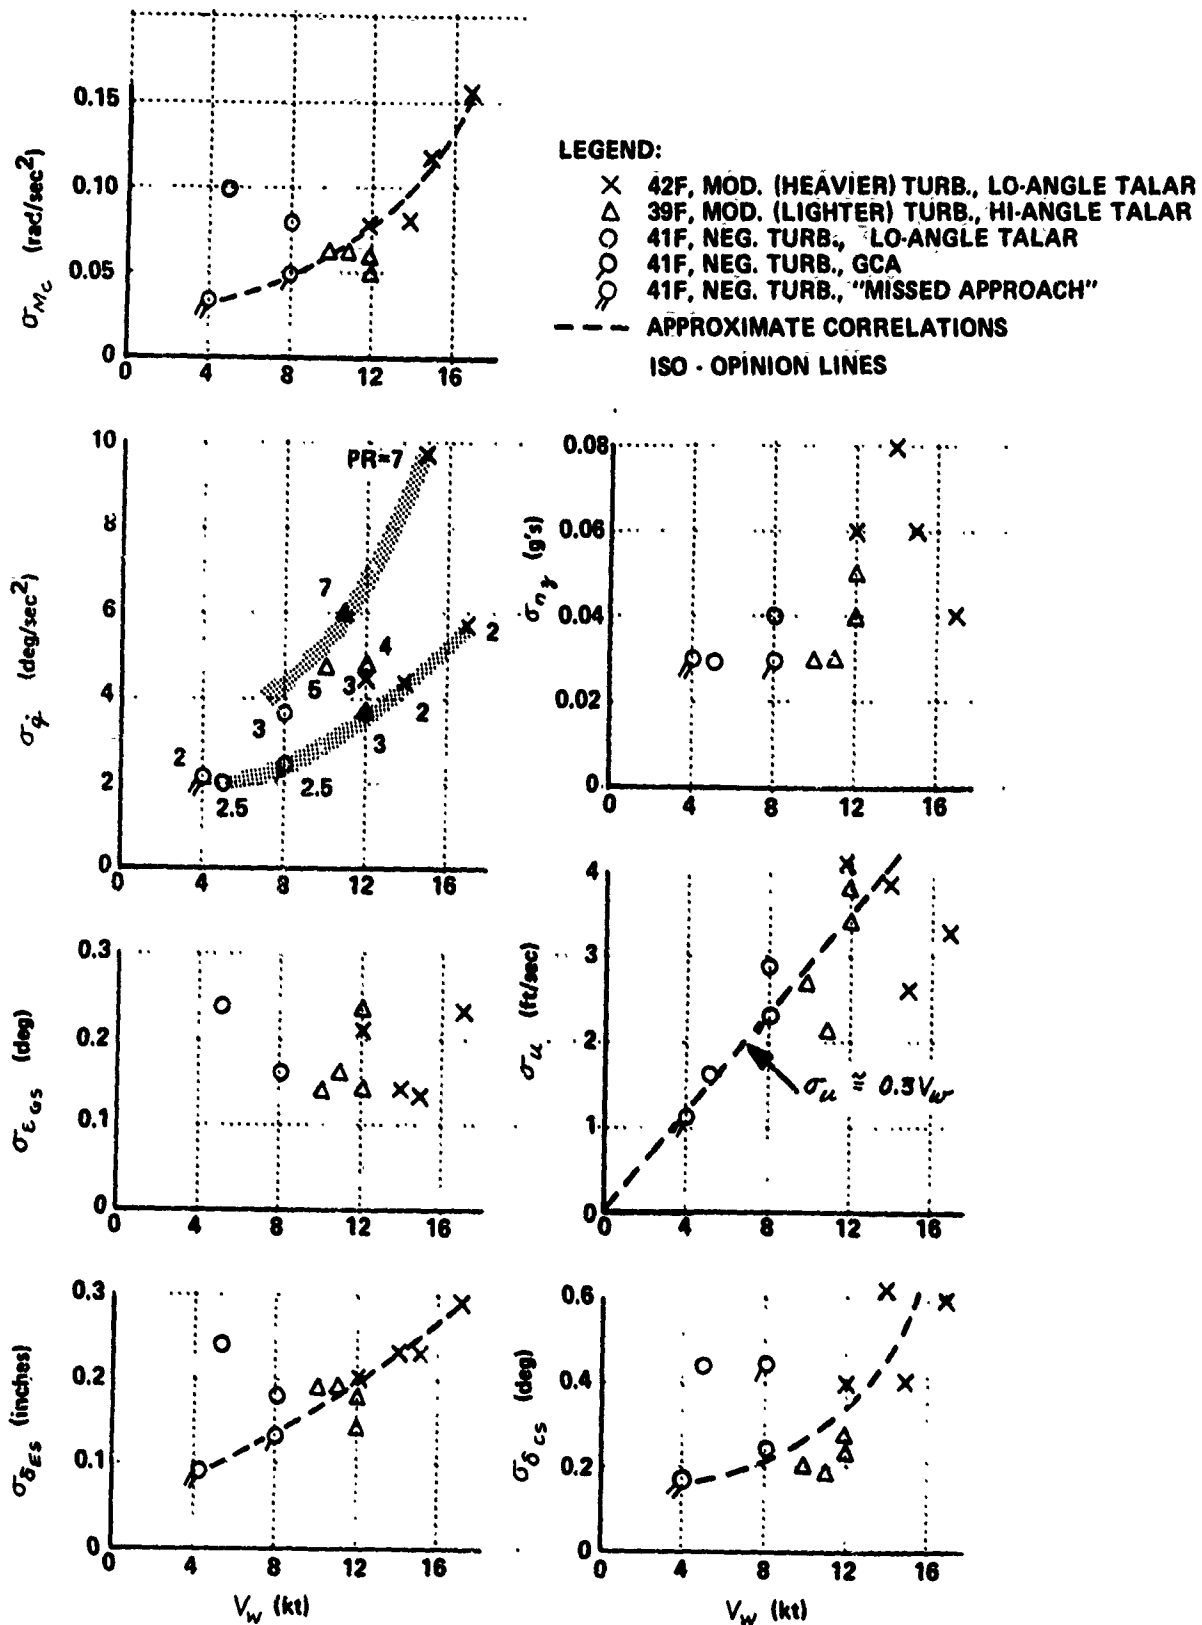 0.15
0.10
0.05
0
σ_Mc (rad/sec²)
0 4 8 12 16
LEGEND:
× 42F, MOD. (HEAVIER) TURB., LO-ANGLE TALAR
△ 39F, MOD. (LIGHTER) TURB., HI-ANGLE TALAR
○ 41F, NEG. TURB., LO-ANGLE TALAR
41F, NEG. TURB., GCA
41F, NEG. TURB., "MISSED APPROACH"
--- APPROXIMATE CORRELATIONS
ISO - OPINION LINES
10
8
6
4
2
0
σ_q̇ (deg/sec²)
PR=7
7
4
5
3
2
3
2
3
2
2.5
2.5
0 4 8 12 16
0.08
0.06
0.04
0.02
0
σ_nz (g's)
0 4 8 12 16
0.3
0.2
0.1
0
σ_εGS (deg)
0 4 8 12 16
4
3
2
1
0
σ_u (ft/sec)
σ_u ≅ 0.3V_w
0 4 8 12 16
0.3
0.2
0.1
0
σ_δES (inches)
0 4 8 12 16
V_W (kt)
0.6
0.4
0.2
0
σ_δCS (deg)
0 4 8 12 16
V_W (kt)